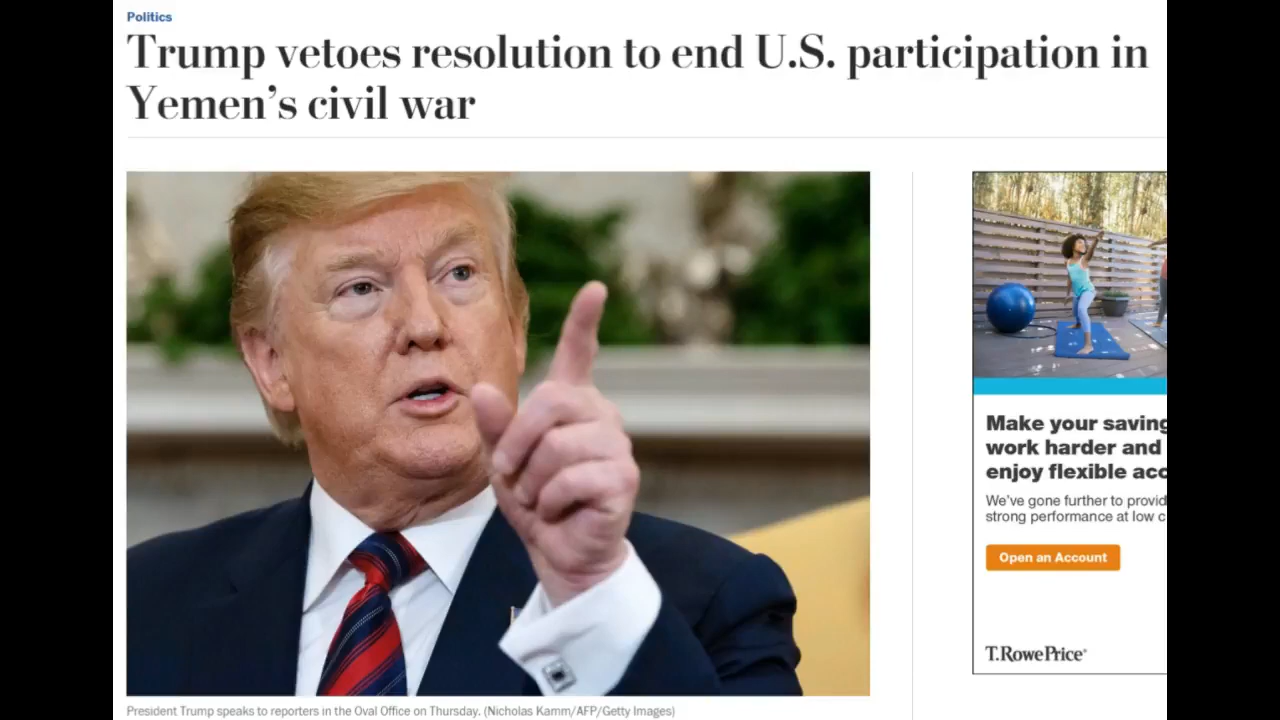 Politics
Trump vetoes resolution to end U.S. participation in
Yemen’s civil war
Make your saving
work harder and
enjoy flexible acc
We’ve gone further to provid
strong performance at low c
Open an Account
T.RowePrice®
President Trump speaks to reporters in the Oval Office on Thursday. (Nicholas Kamm/AFP/Getty Images)